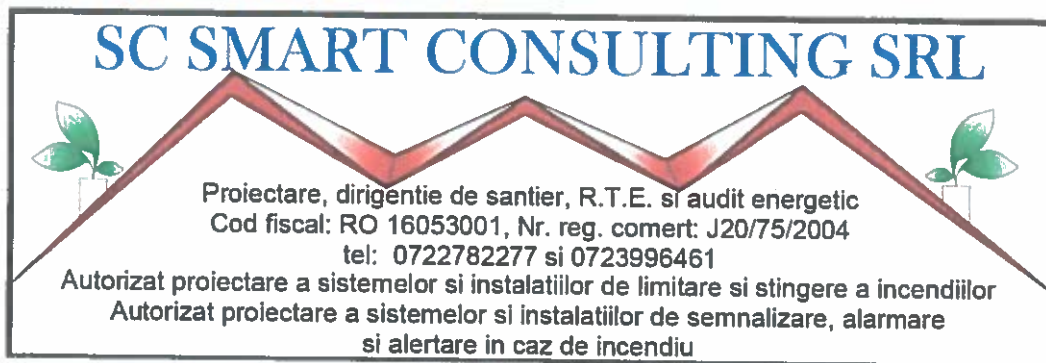 SC SMART CONSULTING SRL
Proiectare, dirigentie de santier, R.T.E. si audit energetic
Cod fiscal: RO 16053001, Nr. reg. comert: J20/75/2004
tel: 0722782277 si 0723996461
Autorizat proiectare a sistemelor si instalatiilor de limitare si stingere a incendiilor
Autorizat proiectare a sistemelor si instalatiilor de semnalizare, alarmare
si alertare in caz de incendiu